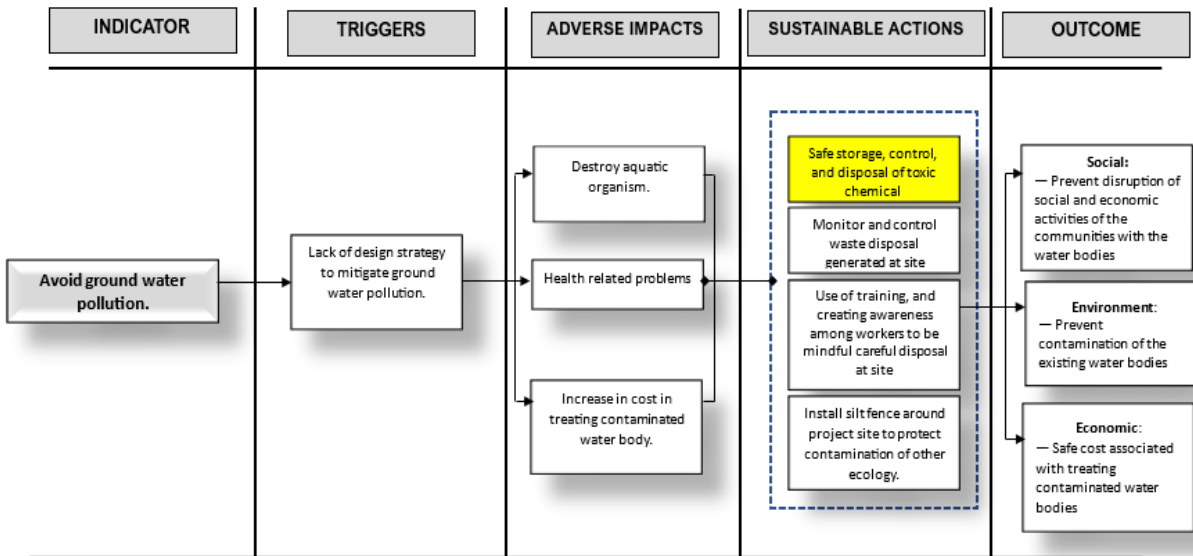 INDICATOR
TRIGGERS
ADVERSE IMPACTS
SUSTAINABLE ACTIONS
OUTCOME
Avoid ground water
pollution.
Lack of design strategy
to mitigate ground
water pollution.
Destroy aquatic
organism.
Health related problems
Increase in cost in
treating contaminated
water body.
Safe storage, control,
and disposal of toxic
chemical
Monitor and control
waste disposal
generated at site
Use of training, and
creating awareness
among workers to be
mindful careful disposal
at site
Install silt fence around
project site to protect
contamination of other
ecology.
Social:
— Prevent disruption of
social and economic
activities of the
communities with the
water bodies
Environment:
— Prevent
contamination of the
existing water bodies
Economic:
— Safe cost associated
with treating
contaminated water
bodies